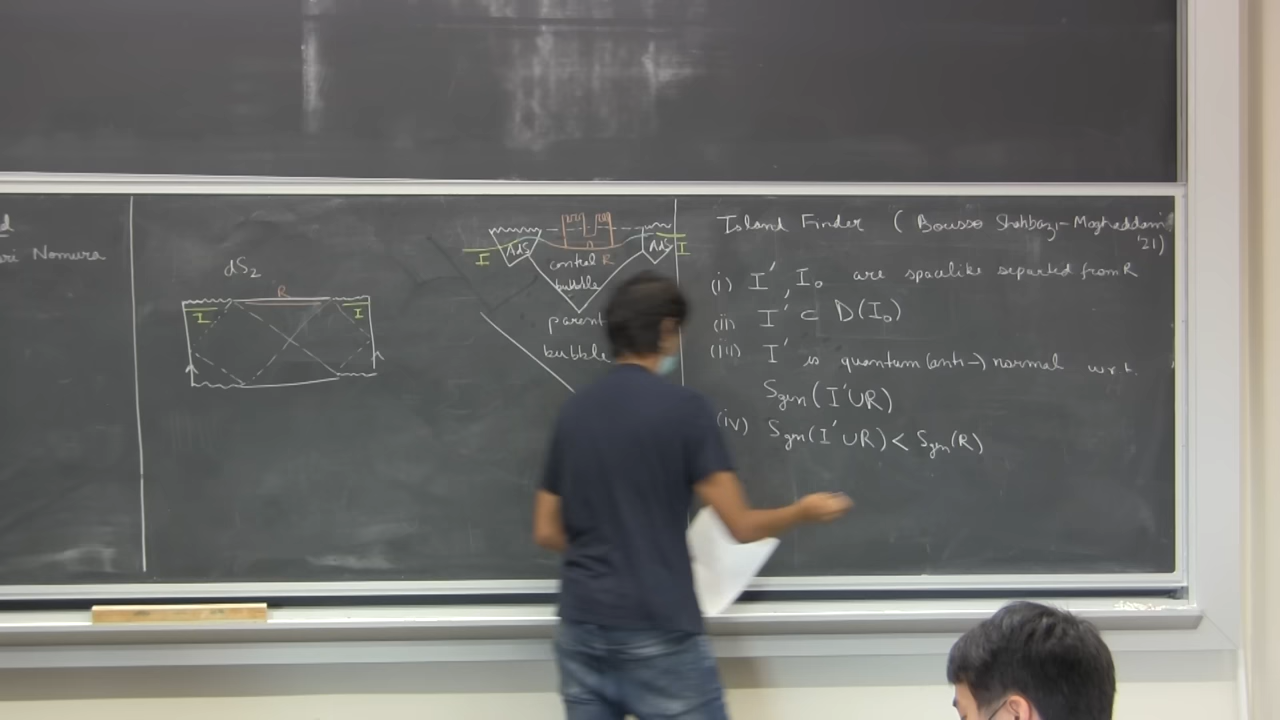 Nomura
dS₂
R
I
I
AdS
R
AdS
I
I
central
bubble
parent
bubble
Island Finder ( Bousso Shahbazi-Moghaddam
'21)
(i) I', I₀ are spacelike separated from R
(ii) I' ⊂ D(I₀)
(iii) I' is quantum (anti-) normal w.r.t.
Sgen(I'∪R)
(iv) Sgen(I'∪R) < Sgen(R)